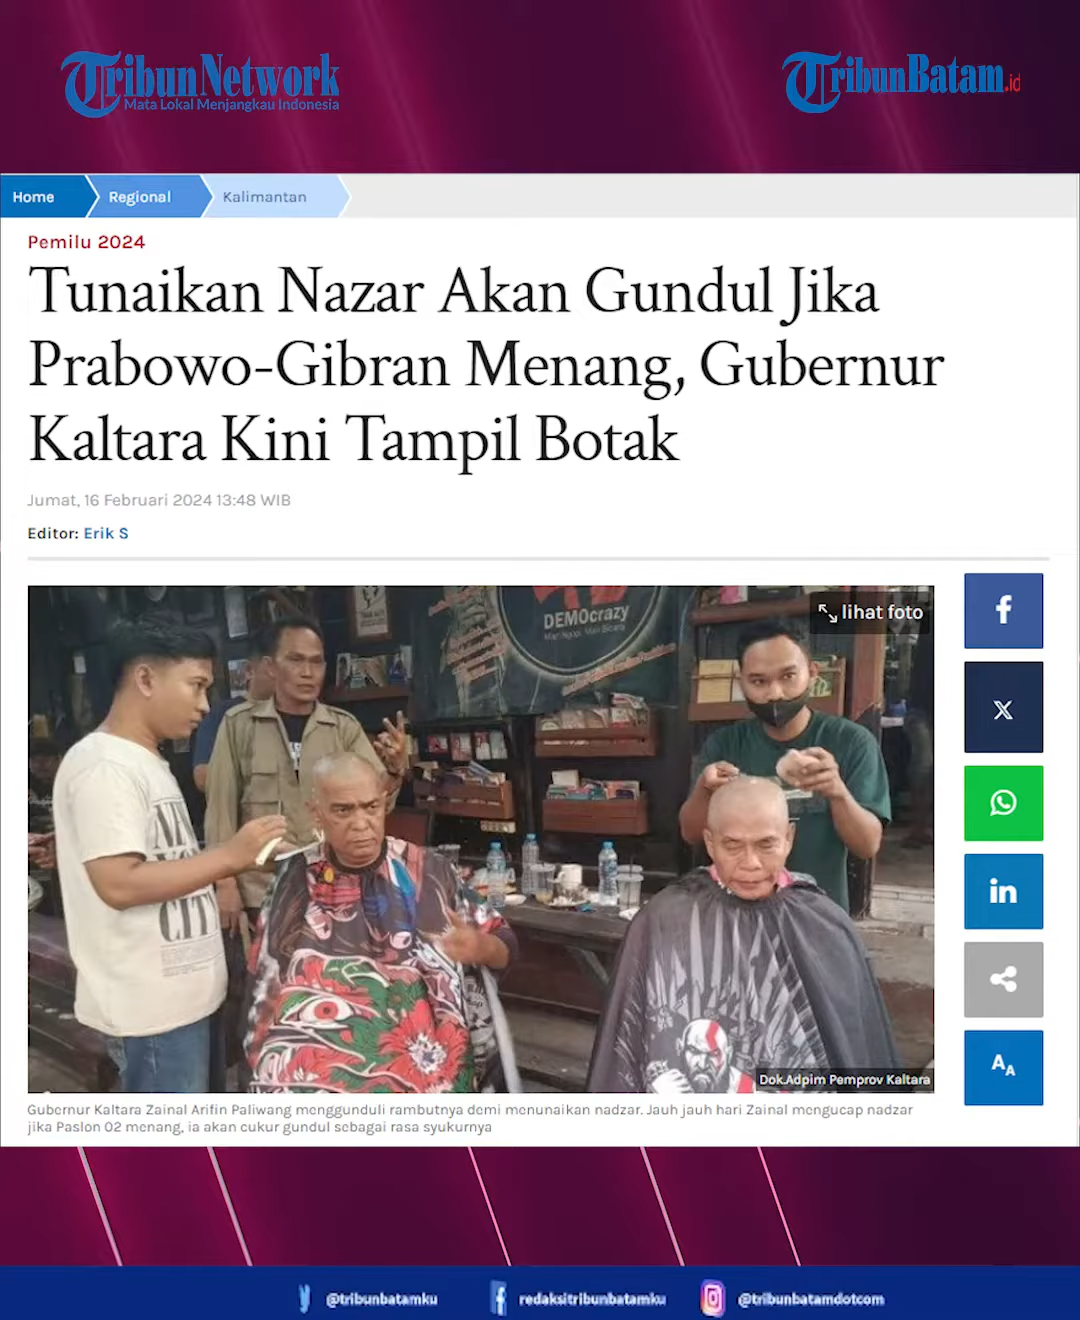 TribunNetwork
Mata Lokal Menjangkau Indonesia
TribunBatam.id
Home
Regional
Kalimantan
Pemilu 2024
Tunaikan Nazar Akan Gundul Jika
Prabowo-Gibran Menang, Gubernur
Kaltara Kini Tampil Botak
Jumat, 16 Februari 2024 13:48 WIB
Editor: Erik S
DEMOcrazy
lihat foto
CITY
Dok.Adpim Pemprov Kaltara
Gubernur Kaltara Zainal Arifin Paliwang menggunduli rambutnya demi menunaikan nadzar. Jauh jauh hari Zainal mengucap nadzar
jika Paslon 02 menang, ia akan cukur gundul sebagai rasa syukurnya
@tribunbatamku
redaksitribunbatamku
@tribunbatamdotcom